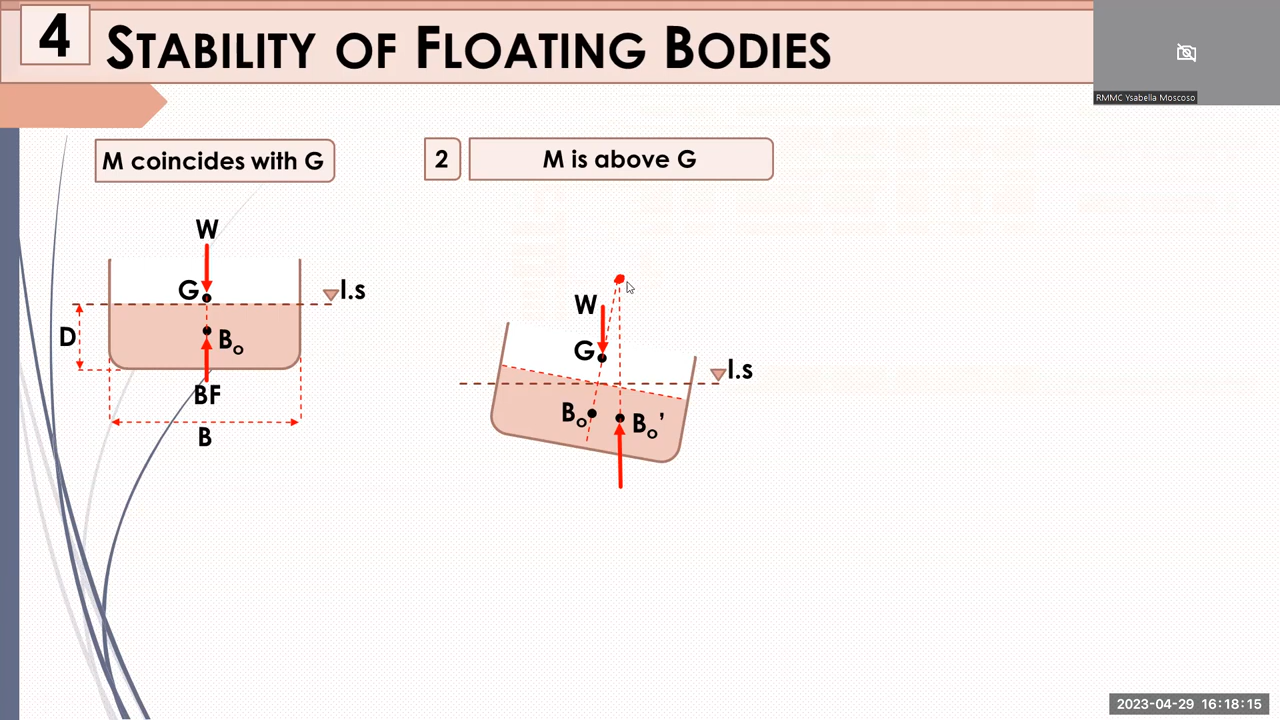 4
STABILITY OF FLOATING BODIES
RMMC Ysabella Moscoso
M coincides with G
2
M is above G
W
G
l.s
D
Bo
BF
B
W
G
l.s
Bo
Bo'
2023-04-29 16:18:15